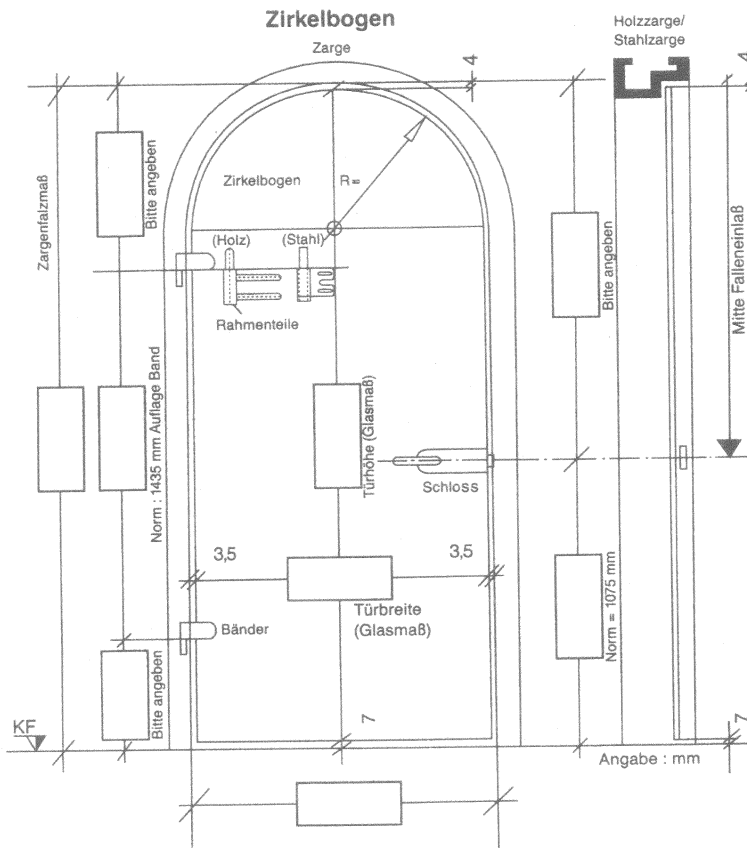 Zirkelbogen
Zarge
Holzzarge/
Stahlzarge
4
4
Zargenfalzmaß
Bitte angeben
Zirkelbogen
R=
(Holz)
(Stahl)
Rahmenteile
Bitte angeben
Mitte Falleneinlaß
Norm : 1435 mm Auflage Band
Türhöhe (Glasmaß)
Schloss
3,5
3,5
Türbreite
(Glasmaß)
Norm = 1075 mm
Bänder
Bitte angeben
7
7
KF
Angabe : mm